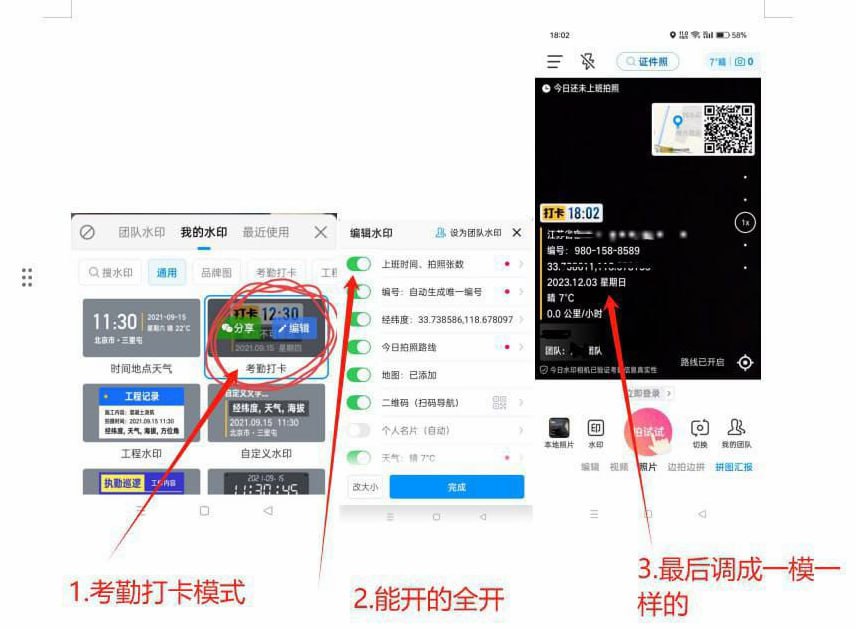 团队水印 我的水印 最近使用
搜水印 通用 品牌图 考勤打卡
11:30 2021-09-15
星期六 晴 22°C
北京市·三里屯
时间地点天气
打卡 12:30
分享 编辑
2021.09.15 星期四
考勤打卡
工程记录
施工内容:混凝土浇筑
拍摄时间:2021.09.15 11:30
经纬度, 天气, 海拔, 方位角
工程水印
自定义文字...
经纬度, 天气, 海拔
2021.09.15 11:30
北京市·三里屯
自定义水印
执勤巡逻 工作内容
2021-09-15
11:30:45
1.考勤打卡模式
编辑水印 设为团队水印
上班时间、拍照张数
编号:自动生成唯一编号
经纬度:33.738586,118.678097
今日拍照路线
地图:已添加
二维码(扫码导航)
个人名片(自动)
天气:晴 7°C
改大小 完成
2.能开的全开
18:02 58%
证件照 7°晴 0
今日还未上班拍照
1x
打卡 18:02
江苏省
编号: 980-158-8589
2023.12.03 星期日
晴 7°C
0.0 公里/小时
团队:
路线已开启
今日水印相机已验证考勤信息真实性
立即登录
本地照片 水印 拍试试 切换 我的团队
编辑 视频 照片 边拍边拼 拼图汇报
3.最后调成一模一
样的